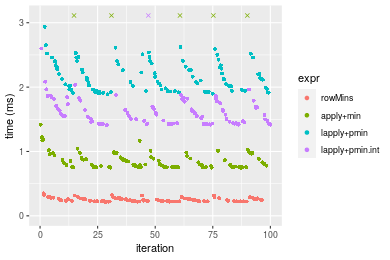 3
2
1
0
time (ms)
0
25
50
75
100
iteration
expr
rowMins
apply+min
lapply+pmin
lapply+pmin.int